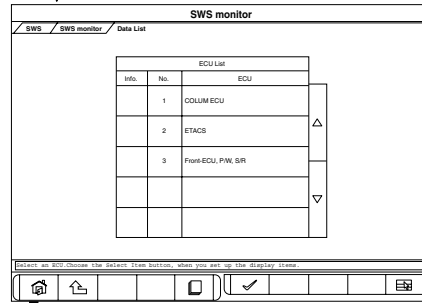 SWS monitor
SWS SWS monitor Data List
ECU List
Info. No. ECU
1 COLUM ECU
2 ETACS
3 Front-ECU, P/W, S/R
Select an ECU.Choose the Select Item button, when you set up the display items.